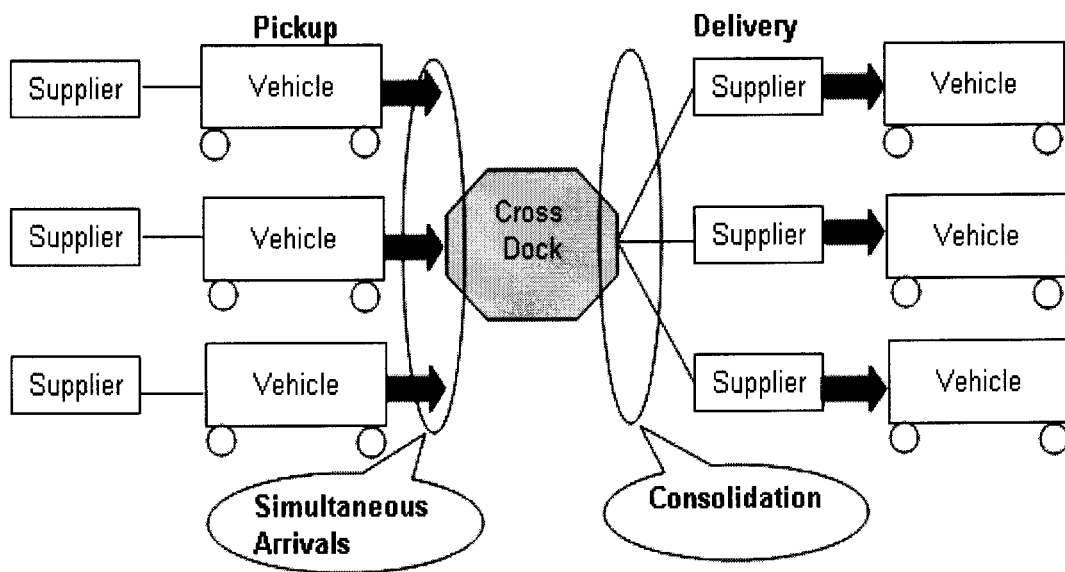 Pickup
Delivery
Supplier
Vehicle
Supplier
Vehicle
Supplier
Vehicle
Cross
Dock
Supplier
Vehicle
Supplier
Vehicle
Supplier
Vehicle
Simultaneous
Arrivals
Consolidation